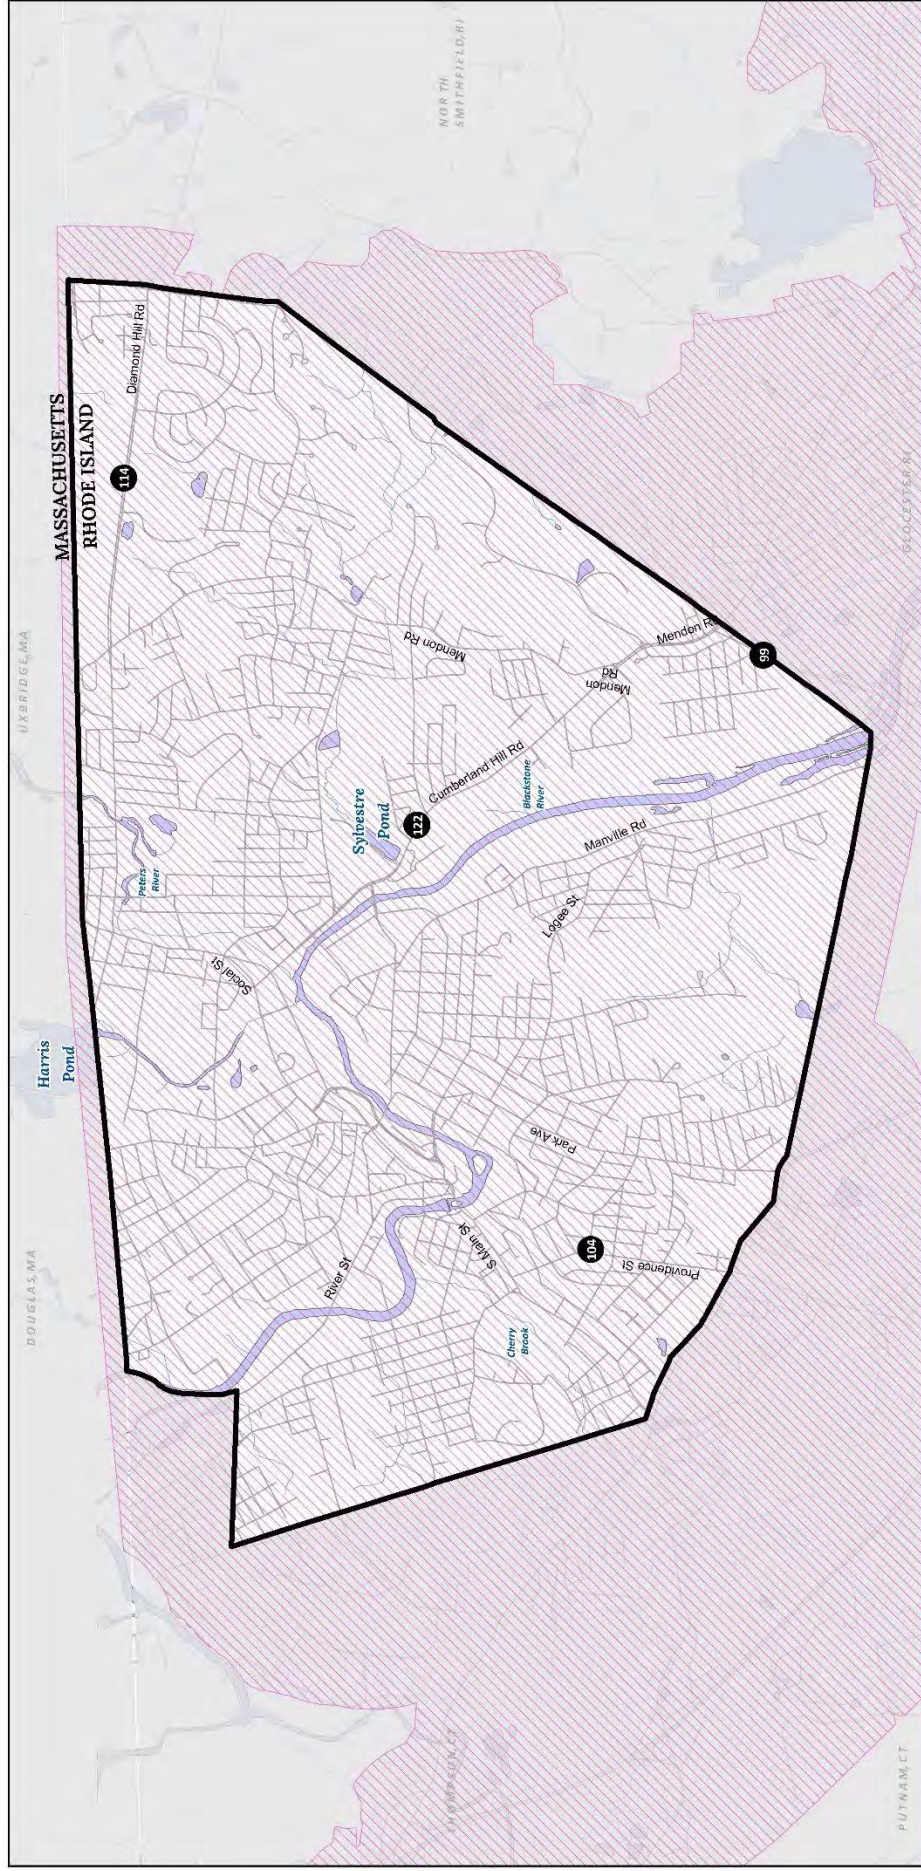 UXBRIDGE, MA
DOUGLAS, MA
NORTH
SMITHFIELD, RI
MASSACHUSETTS
RHODE ISLAND
Diamond Hill Rd
114
Harris
Pond
Peters
River
Social St
Sylvestre
Pond
122
Mendon Rd
Cumberland Hill Rd
Mendon
Rd
Mendon Rd
99
Blackstone
River
Manville Rd
Logee St
River St
S Main St
Park Ave
104
Providence St
Cherry
Brook
GLOCESTER, RI
THOMPSON, CT
PUTNAM, CT